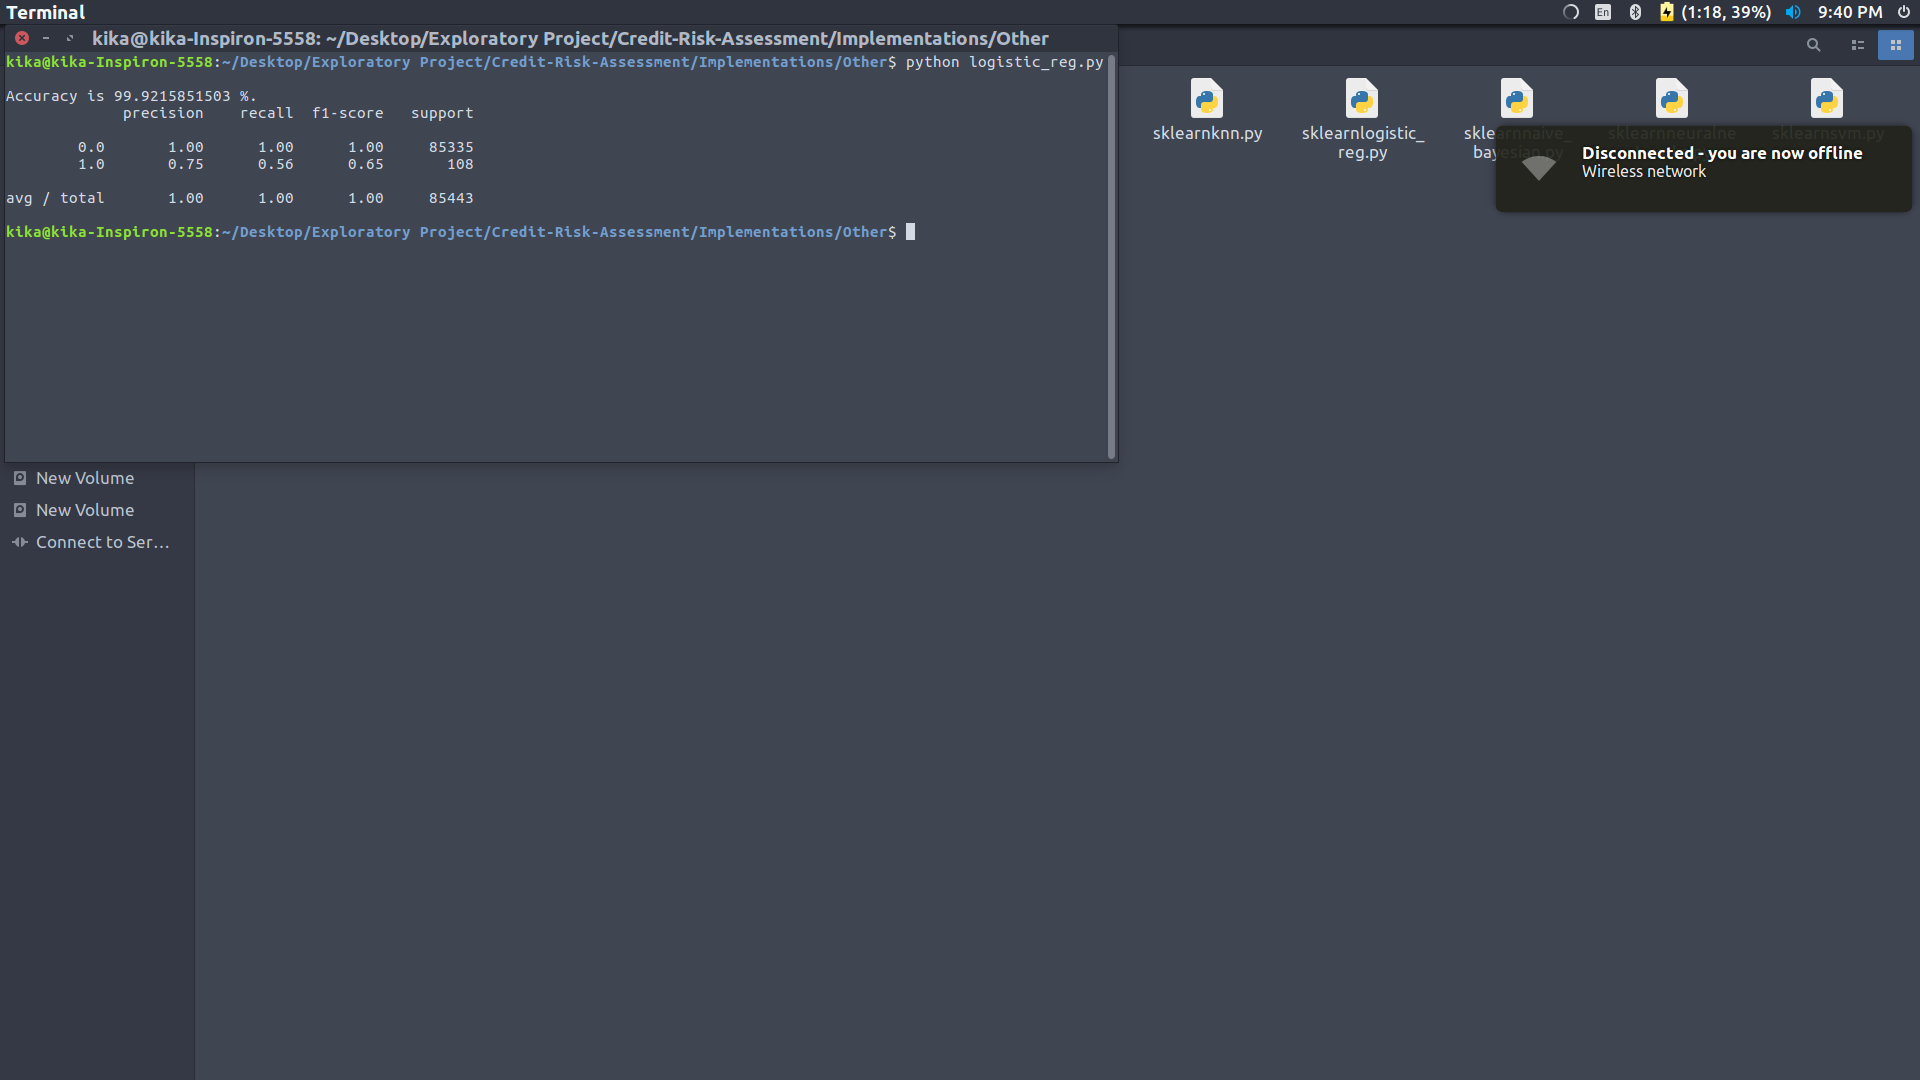 Terminal
En
(1:18, 39%)
9:40 PM
kika@kika-Inspiron-5558: ~/Desktop/Exploratory Project/Credit-Risk-Assessment/Implementations/Other
kika@kika-Inspiron-5558:~/Desktop/Exploratory Project/Credit-Risk-Assessment/Implementations/Other$ python logistic_reg.py
Accuracy is 99.9215851503 %.
precision recall f1-score support
0.0 1.00 1.00 1.00 85335
1.0 0.75 0.56 0.65 108
avg / total 1.00 1.00 1.00 85443
kika@kika-Inspiron-5558:~/Desktop/Exploratory Project/Credit-Risk-Assessment/Implementations/Other$
sklearnknn.py
sklearnlogistic_
reg.py
sklearnnaive_
bayesian.py
sklearnneuralne
sklearnsvm.py
Disconnected - you are now offline
Wireless network
New Volume
New Volume
Connect to Ser...